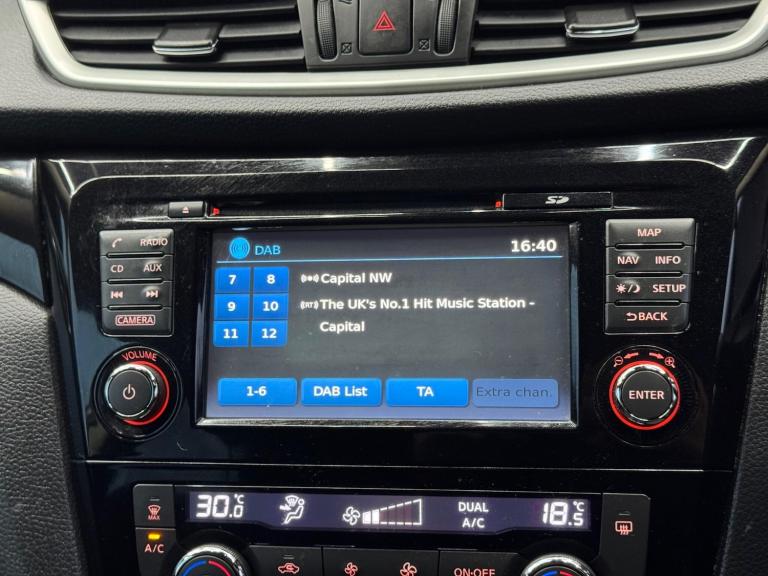 SD
RADIO
CD AUX
CAMERA
VOLUME
DAB 16:40
7 8
9 10
11 12
Capital NW
(RT) The UK's No.1 Hit Music Station -
Capital
1-6 DAB List TA Extra chan.
MAP
NAV INFO
SETUP
BACK
ENTER
MAX
A/C
30.0°C
DUAL
A/C
18.5°C
ON·OFF